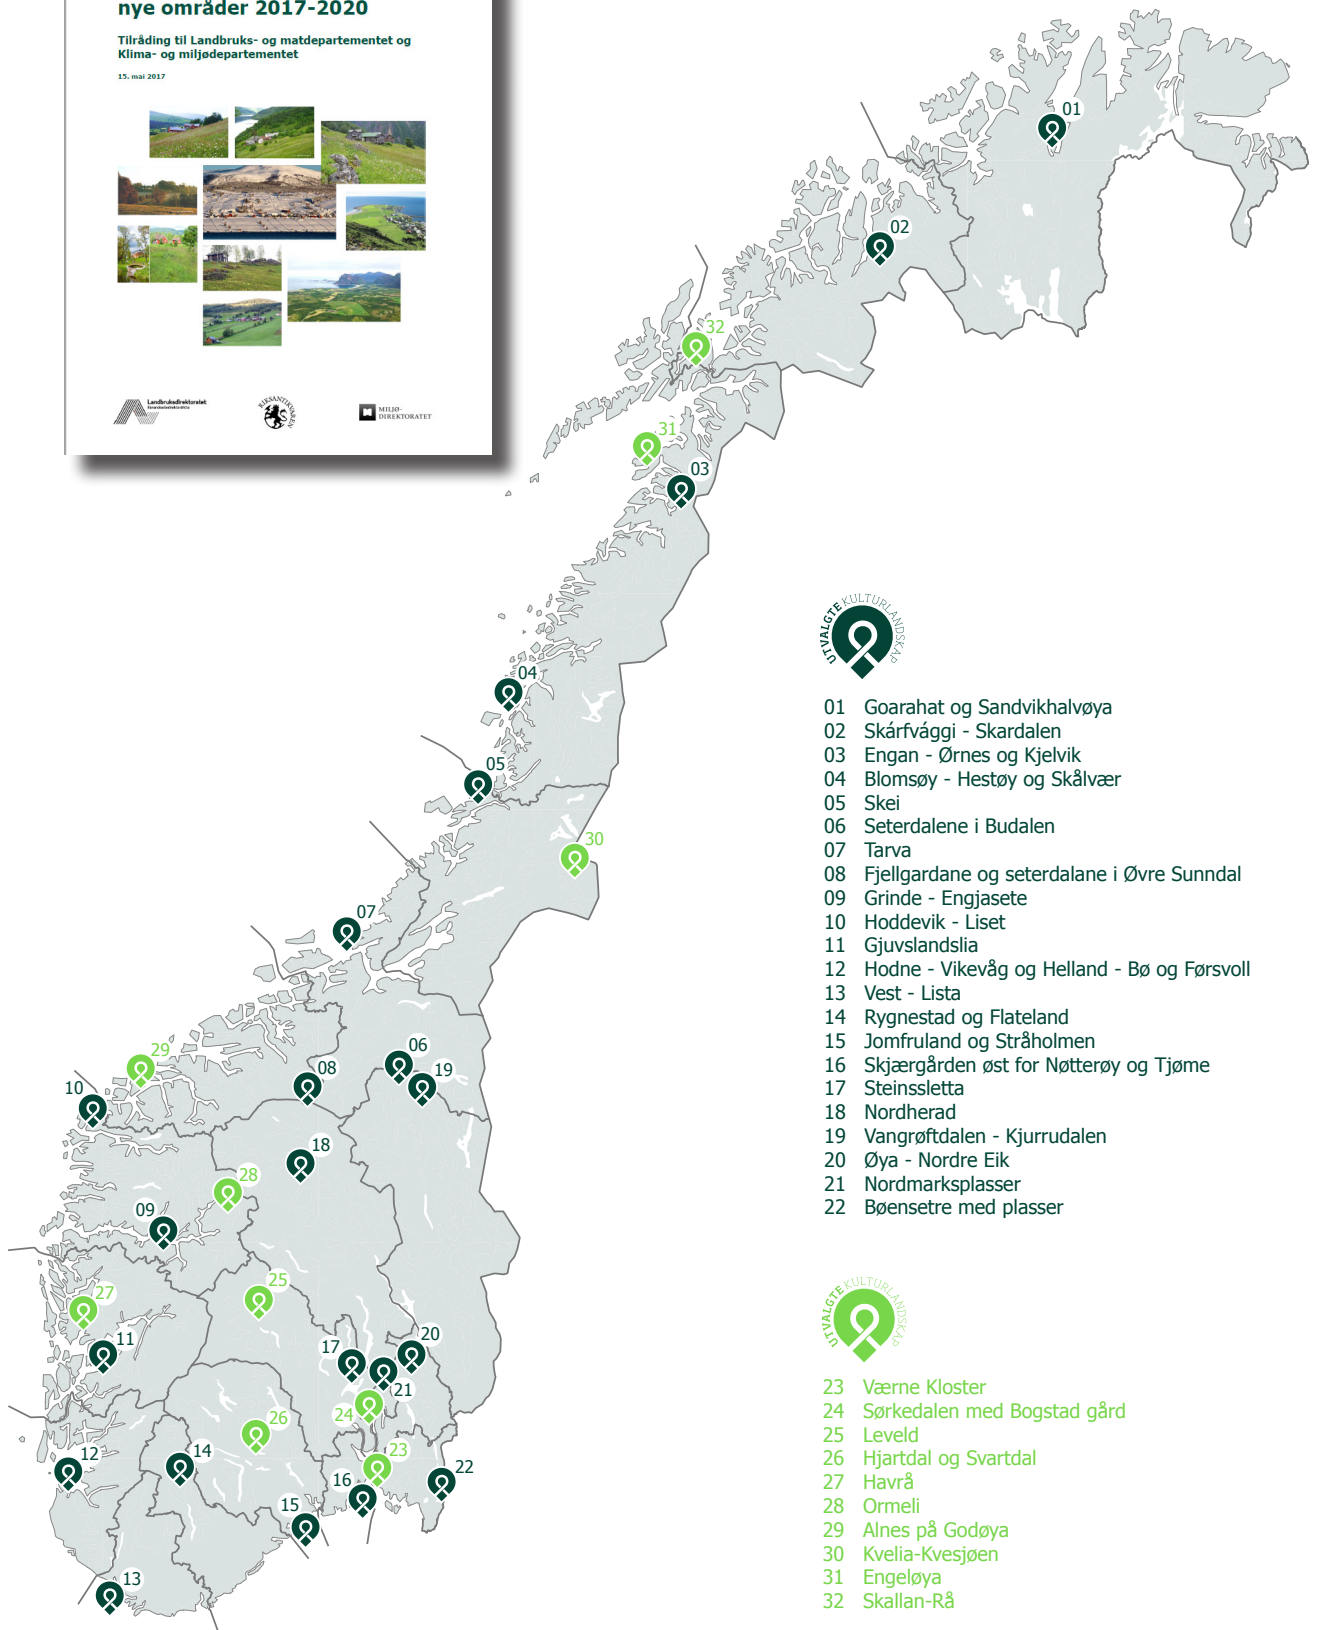 nye områder 2017-2020
Tilråding til Landbruks- og matdepartementet og
Klima- og miljødepartementet
15. mai 2017
Landbruksdirektoratet
RIKSANTIKVAREN
MILJØ-
DIREKTORATET
01
02
32
31
03
04
05
30
07
29
06
19
08
10
18
28
09
25
27
11
17
20
21
24
26
14
12
23
22
16
15
13
UTVALGTE KULTURLANDSKAP
01 Goarahat og Sandvikhalvøya
02 Skárfvággi - Skardalen
03 Engan - Ørnes og Kjelvik
04 Blomsøy - Hestøy og Skålvær
05 Skei
06 Seterdalene i Budalen
07 Tarva
08 Fjellgardane og seterdalane i Øvre Sunndal
09 Grinde - Engjasete
10 Hoddevik - Liset
11 Gjuvslandslia
12 Hodne - Vikevåg og Helland - Bø og Førsvoll
13 Vest - Lista
14 Rygnestad og Flateland
15 Jomfruland og Stråholmen
16 Skjærgården øst for Nøtterøy og Tjøme
17 Steinssletta
18 Nordherad
19 Vangrøftdalen - Kjurrudalen
20 Øya - Nordre Eik
21 Nordmarksplasser
22 Bøensetre med plasser
UTVALGTE KULTURLANDSKAP
23 Værne Kloster
24 Sørkedalen med Bogstad gård
25 Leveld
26 Hjartdal og Svartdal
27 Havrå
28 Ormeli
29 Alnes på Godøya
30 Kvelia-Kvesjøen
31 Engeløya
32 Skallan-Rå